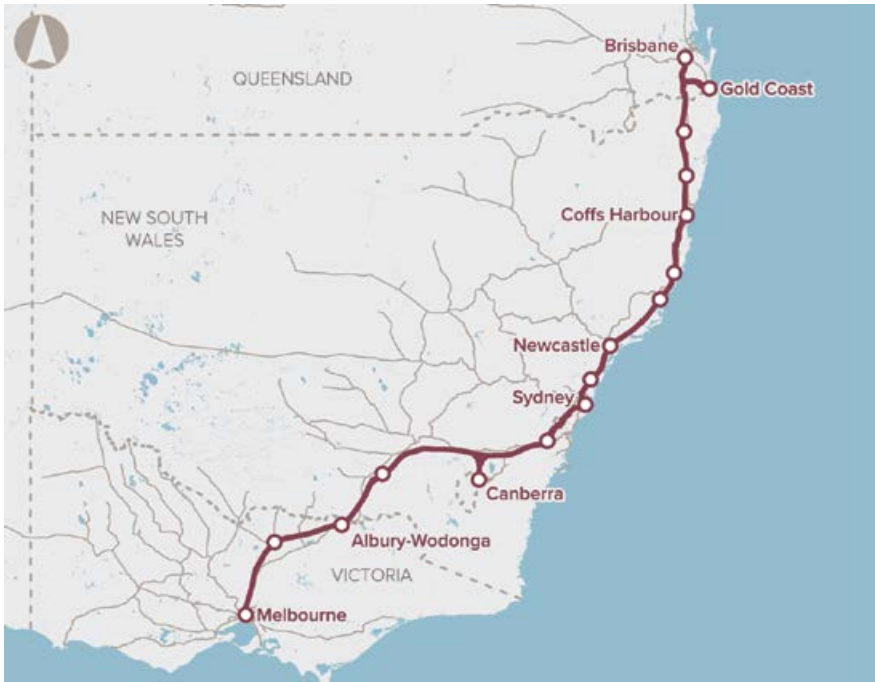 Brisbane
QUEENSLAND
Gold Coast
NEW SOUTH
WALES
Coffs Harbour
Newcastle
Sydney
Canberra
Albury-Wodonga
VICTORIA
Melbourne